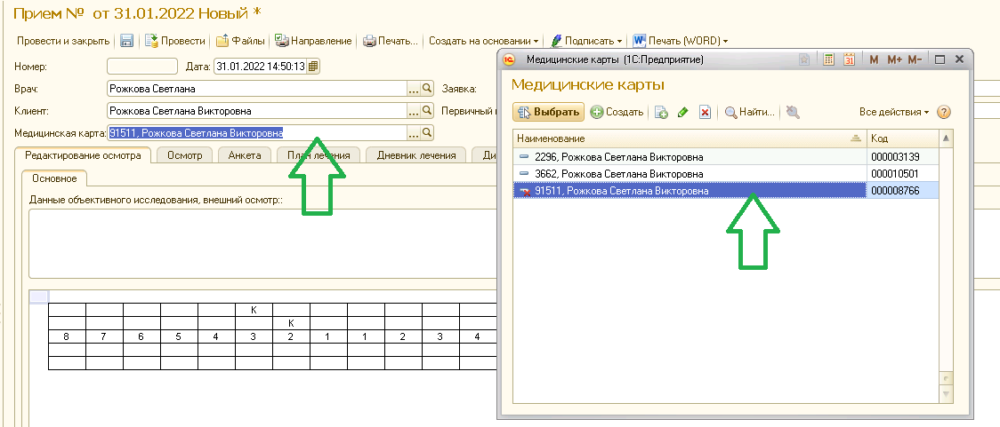 Прием № от 31.01.2022 Новый *
Провести и закрыть Провести Файлы Направление Печать... Создать на основании Подписать Печать (WORD)
Номер: Дата: 31.01.2022 14:50:13
Врач: Рожкова Светлана ... Заявка:
Клиент: Рожкова Светлана Викторовна ... Первичный
Медицинская карта: 91511, Рожкова Светлана Викторовна ...
Редактирование осмотра Осмотр Анкета План лечения Дневник лечения Ди
Основное
Данные объективного исследования, внешний осмотр::
К
К
8 7 6 5 4 3 2 1 1 2 3 4
Медицинские карты (1С:Предприятие) 31 M M+ M-
Медицинские карты
Выбрать Создать Найти... Все действия ?
Наименование Код
2296, Рожкова Светлана Викторовна 000003139
3662, Рожкова Светлана Викторовна 000010501
91511, Рожкова Светлана Викторовна 000008766